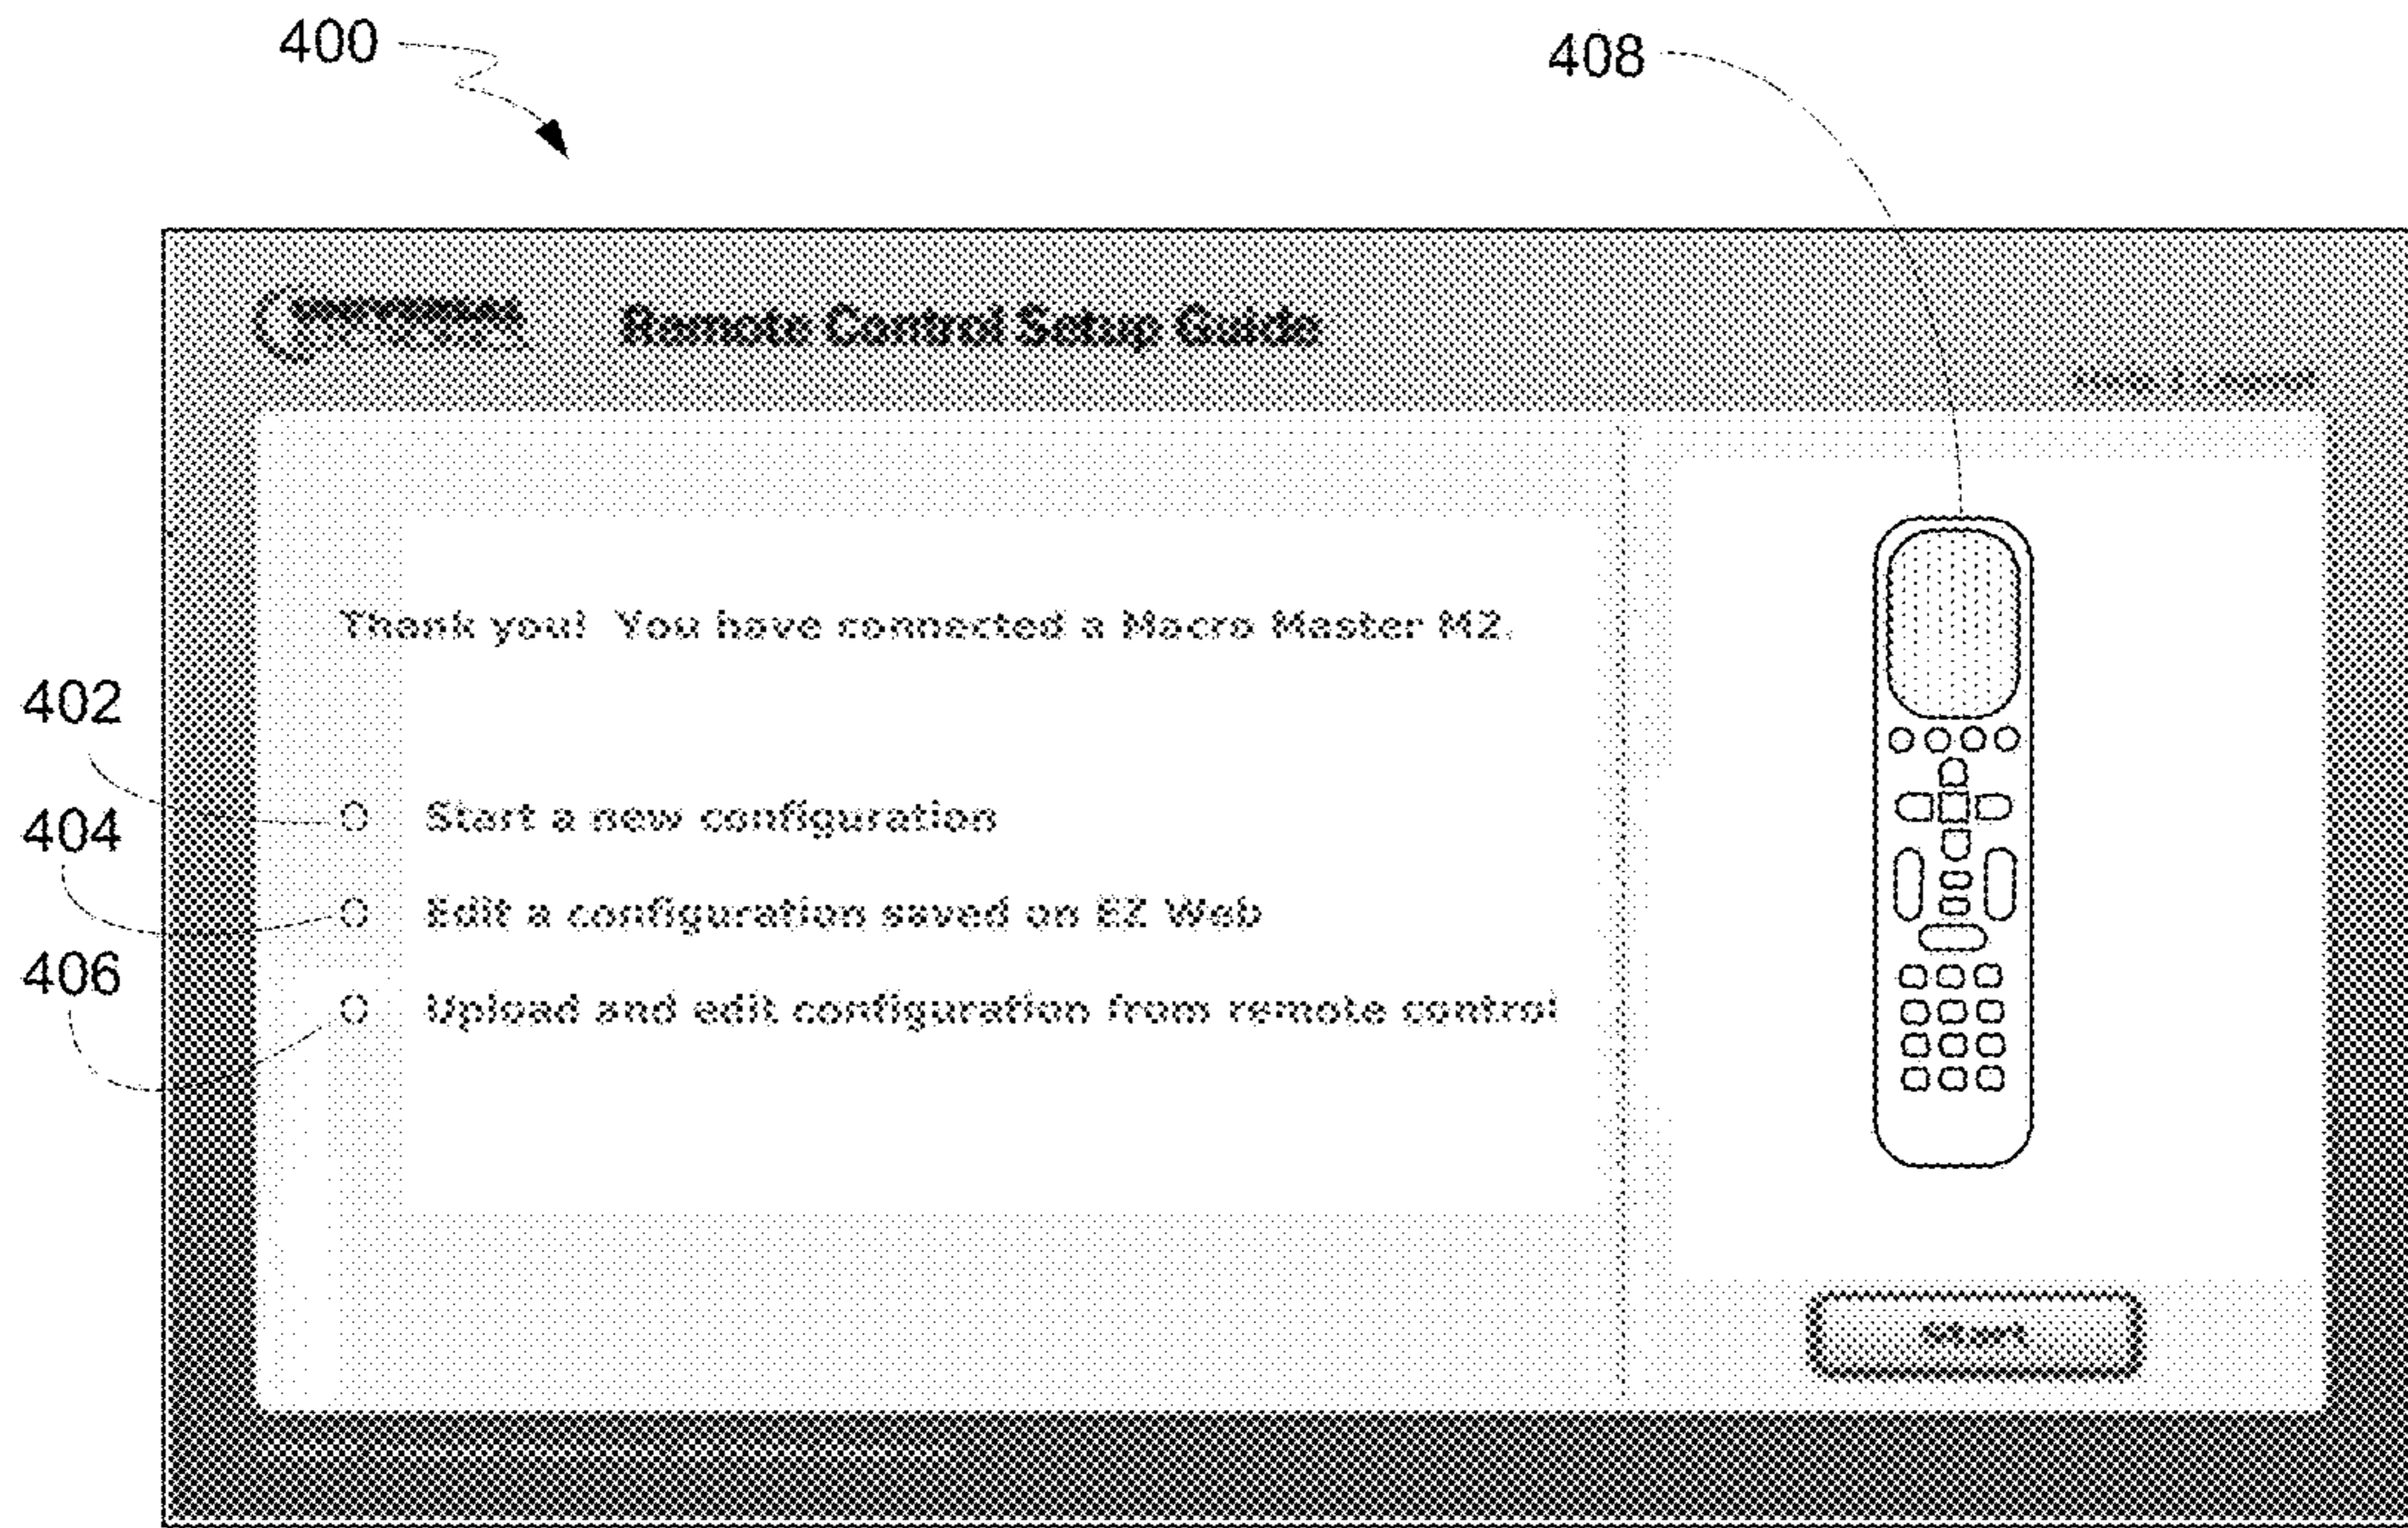 400
408
Remote Control Setup Guide
Thank you! You have connected a Macro Master M2.
402
Start a new configuration
404
Edit a configuration saved on EZ Web
406
Upload and edit configuration from remote control
start